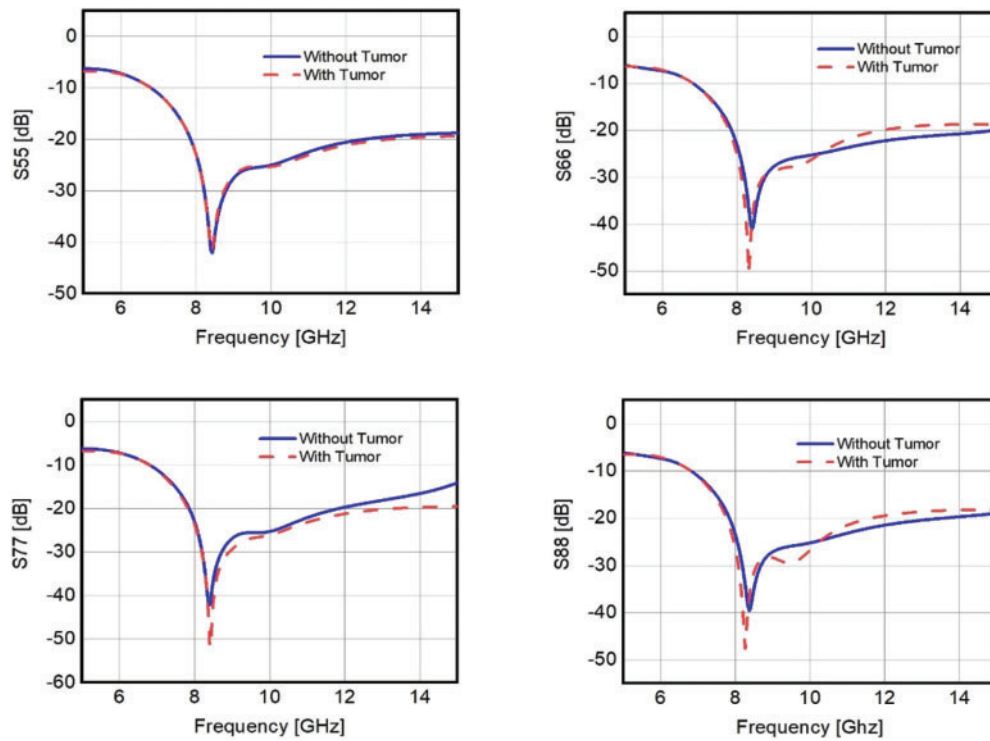 0
-10
-20
-30
-40
-50
6
8
10
12
14
S55 [dB]
Frequency [GHz]
Without Tumor
With Tumor
0
-10
-20
-30
-40
-50
6
8
10
12
14
S66 [dB]
Frequency [GHz]
Without Tumor
With Tumor
0
-10
-20
-30
-40
-50
-60
6
8
10
12
14
S77 [dB]
Frequency [GHz]
Without Tumor
With Tumor
0
-10
-20
-30
-40
-50
6
8
10
12
14
S88 [dB]
Frequency [Ghz]
Without Tumor
With Tumor